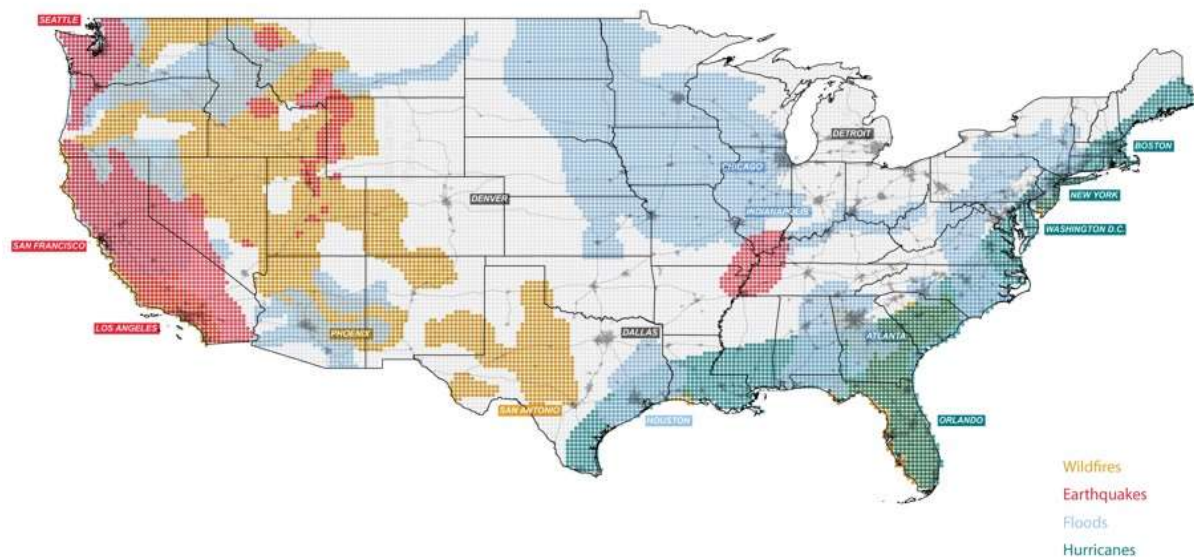 SEATTLE
DETROIT
BOSTON
CHICAGO
DENVER
NEW YORK
INDIANAPOLIS
WASHINGTON D.C.
SAN FRANCISCO
LOS ANGELES
PHOENIX
DALLAS
ATLANTA
SAN ANTONIO
HOUSTON
ORLANDO
Wildfires
Earthquakes
Floods
Hurricanes